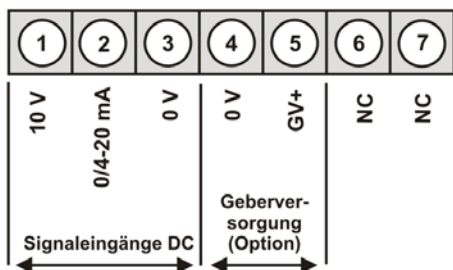 1 2 3 4 5 6 7
10 V
0/4-20 mA
0 V
0 V
GV+
NC
NC
Signaleingänge DC
Geberver-
sorgung
(Option)